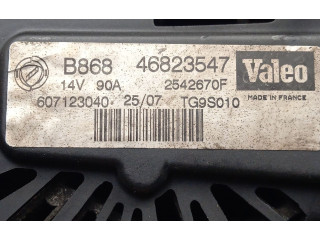 B868 46823547 Valeo
14V 90A 2542670F
MADE IN FRANCE
607123040 25/07 TG9S010